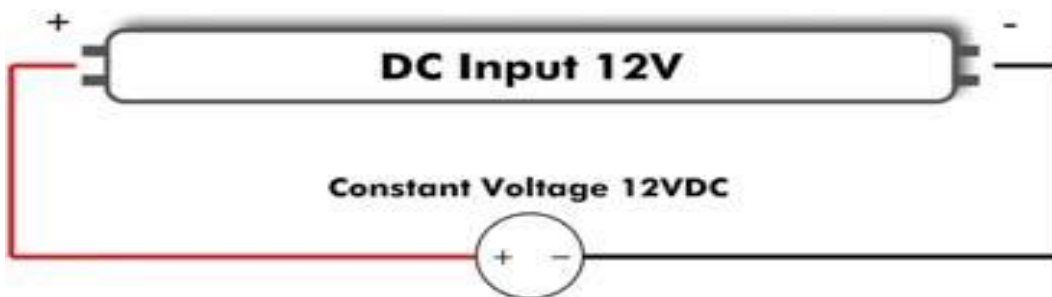 + -
DC Input 12V
Constant Voltage 12VDC
+ −